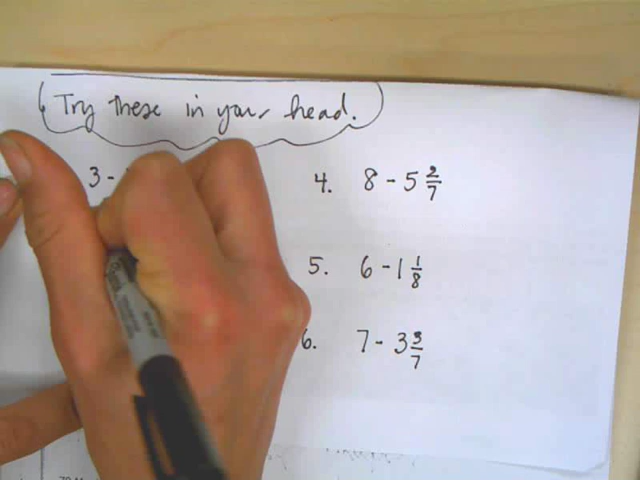 Try these in your head.
3 -
4. 8 - 5 2/7
5. 6 - 1 1/8
6. 7 - 3 3/7